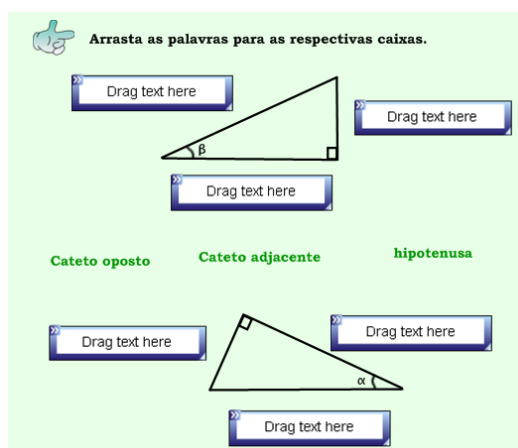 Arrasta as palavras para as respectivas caixas.
Drag text here
Drag text here
β
Drag text here
Cateto oposto
Cateto adjacente
hipotenusa
Drag text here
Drag text here
α
Drag text here